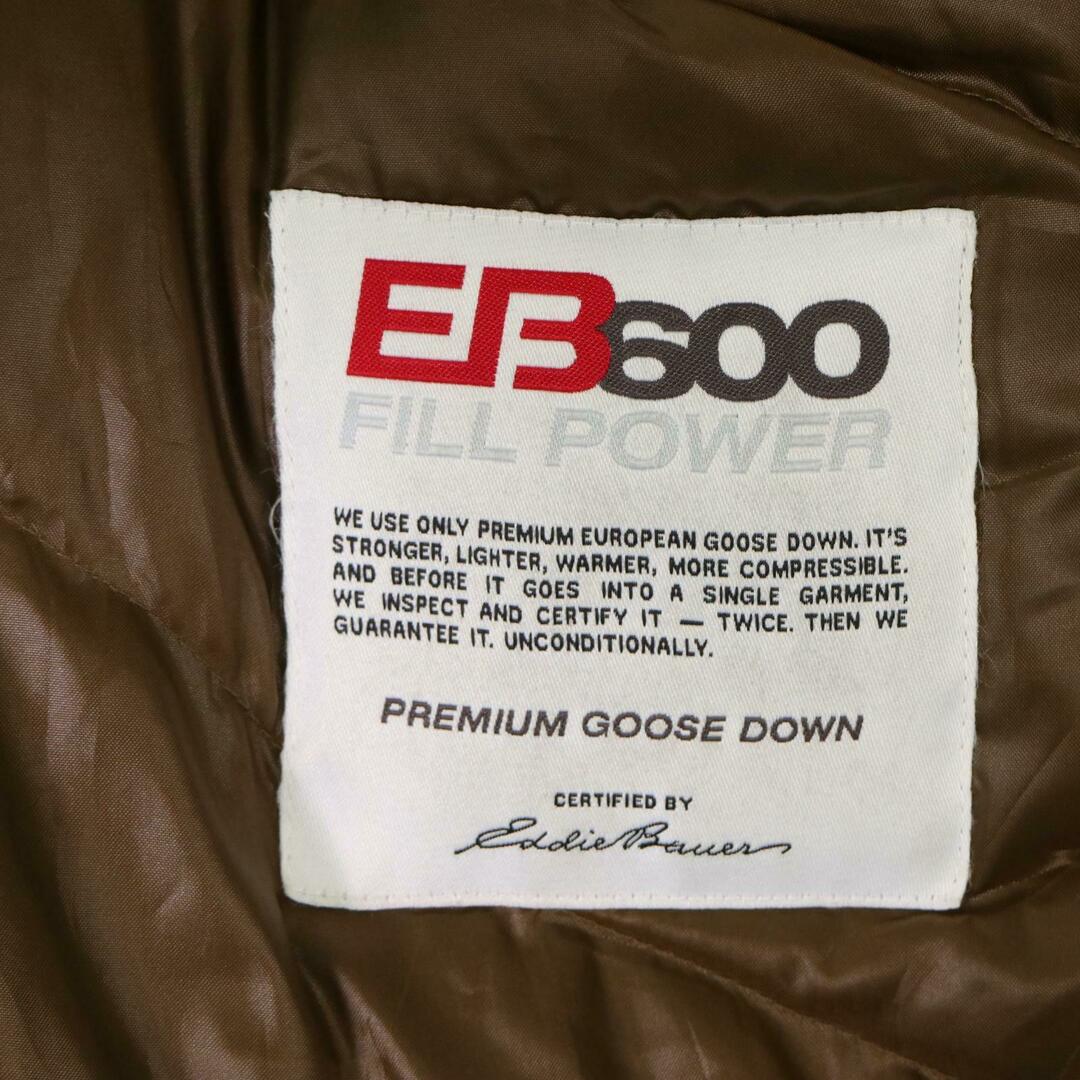 EB600
FILL POWER
WE USE ONLY PREMIUM EUROPEAN GOOSE DOWN. IT'S
STRONGER, LIGHTER, WARMER, MORE COMPRESSIBLE.
AND BEFORE IT GOES INTO A SINGLE GARMENT,
WE INSPECT AND CERTIFY IT — TWICE. THEN WE
GUARANTEE IT. UNCONDITIONALLY.
PREMIUM GOOSE DOWN
CERTIFIED BY
Eddie Bauer